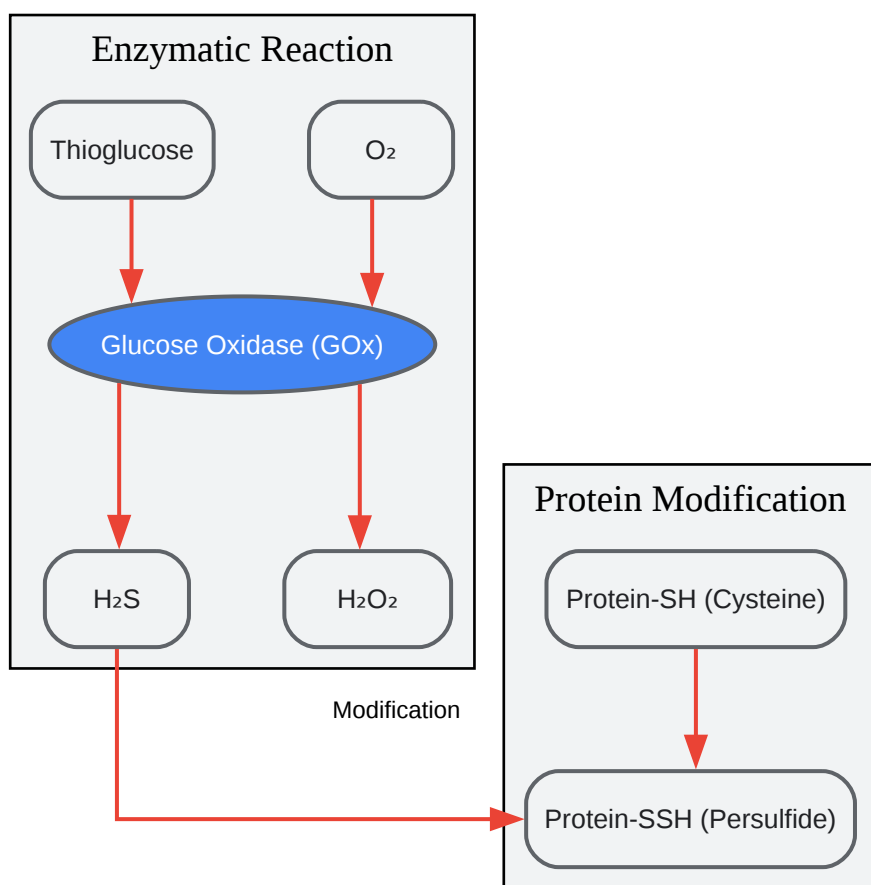 Enzymatic Reaction
Thioglucose
O₂
Glucose Oxidase (GOx)
H₂S
H₂O₂
Modification
Protein Modification
Protein-SH (Cysteine)
Protein-SSH (Persulfide)